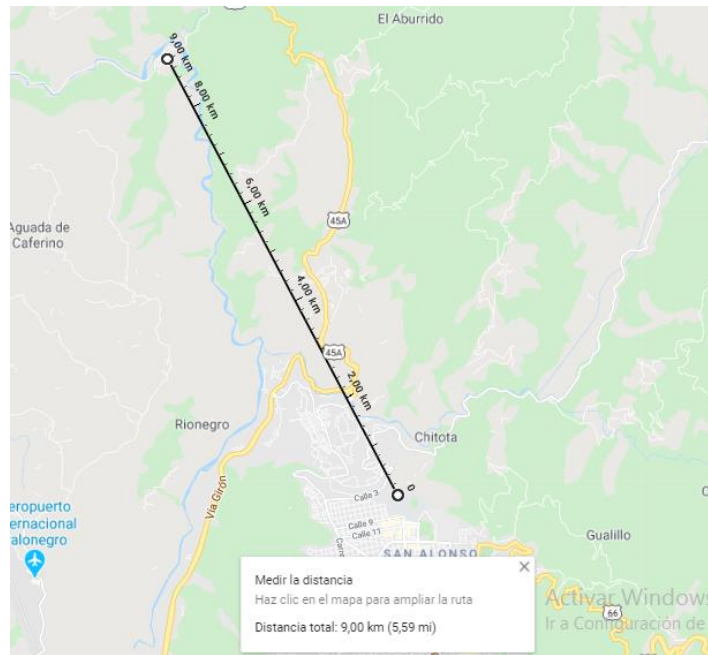 El Aburrido
9,00 km
8,00 km
6,00 km
45A
Aguada de
Caferino
4,00 km
45A
2,00 km
Rionegro
Chitota
0
Vía Girón
Calle 3
eropuerto
ernacional
alonegro
Calle 9
Calle 11
Gualillo
SAN ALONSO
Medir la distancia
Haz clic en el mapa para ampliar la ruta
Distancia total: 9,00 km (5,59 mi)
Activar Windows
66
Ir a Configuración de